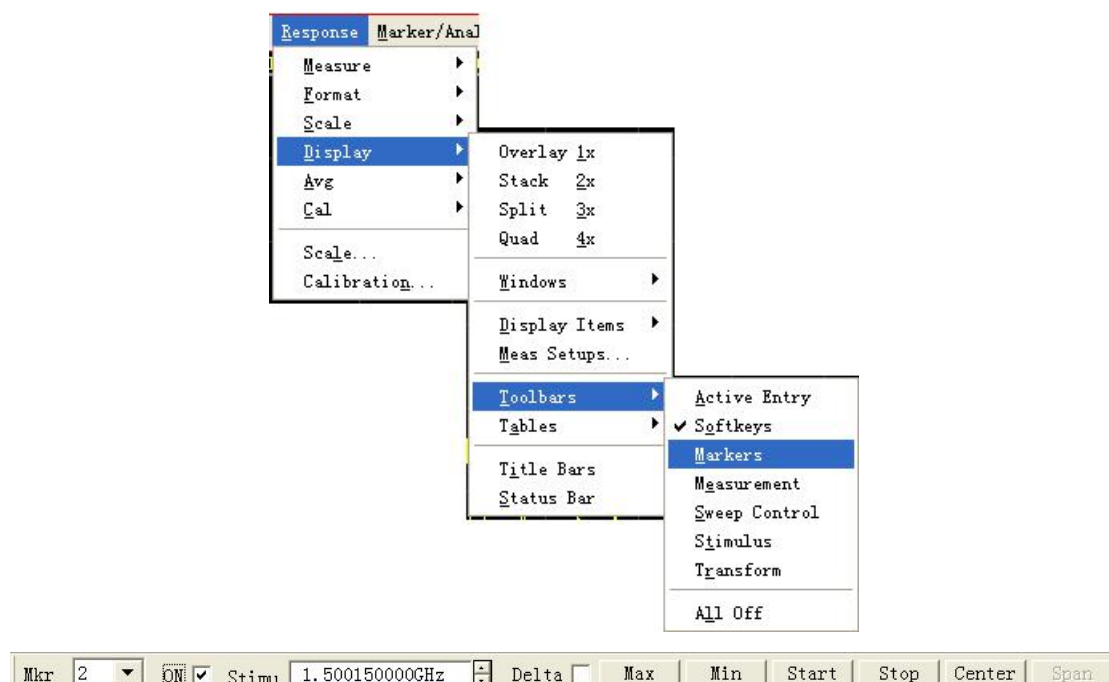 Response Marker/Anal
Measure
Format
Scale
Display
Avg
Cal
Scale...
Calibration...
Overlay 1x
Stack 2x
Split 3x
Quad 4x
Windows
Display Items
Meas Setups...
Toolbars
Tables
Title Bars
Status Bar
Active Entry
Softkeys
Markers
Measurement
Sweep Control
Stimulus
Transform
All Off
Mkr 2 ON Stimu 1.500150000GHz Delta Max Min Start Stop Center Span